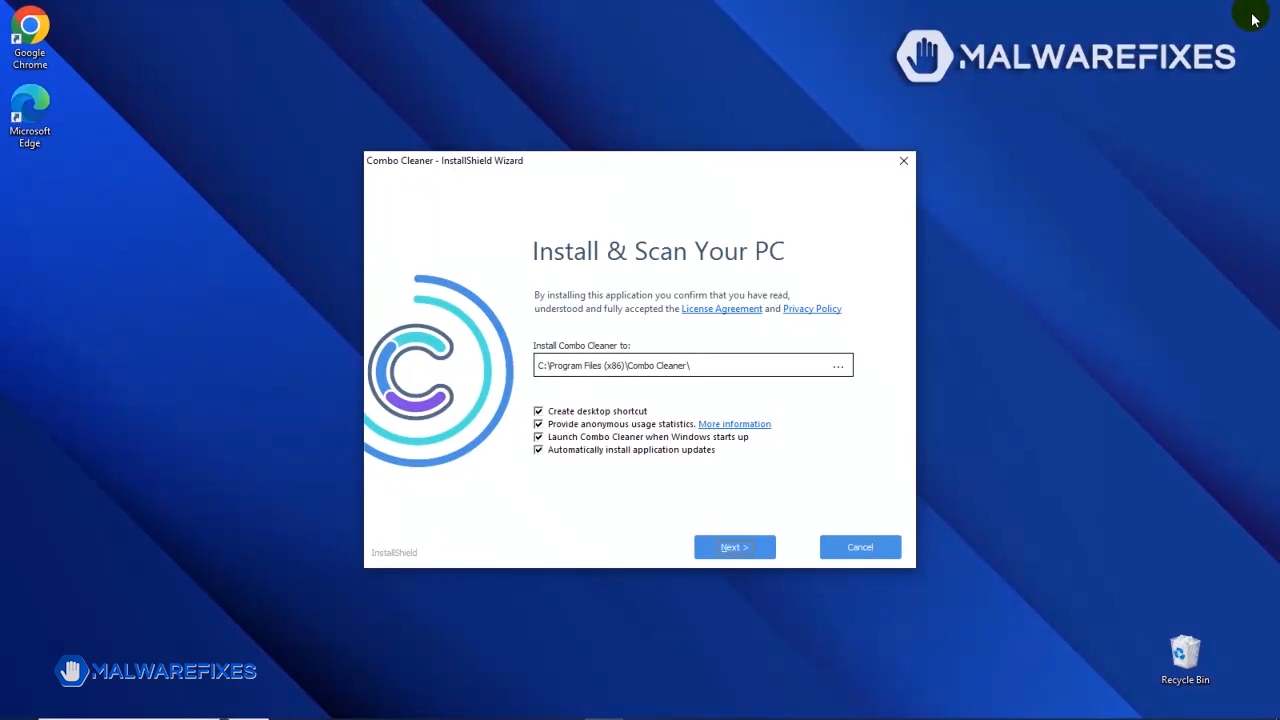 Google
Chrome
Microsoft
Edge
MALWAREFIXES
Combo Cleaner - InstallShield Wizard
Install & Scan Your PC
By installing this application you confirm that you have read,
understood and fully accepted the License Agreement and Privacy Policy
Install Combo Cleaner to:
C:\Program Files (x86)\Combo Cleaner\ ...
Create desktop shortcut
Provide anonymous usage statistics. More information
Launch Combo Cleaner when Windows starts up
Automatically install application updates
InstallShield
Next >
Cancel
MALWAREFIXES
Recycle Bin